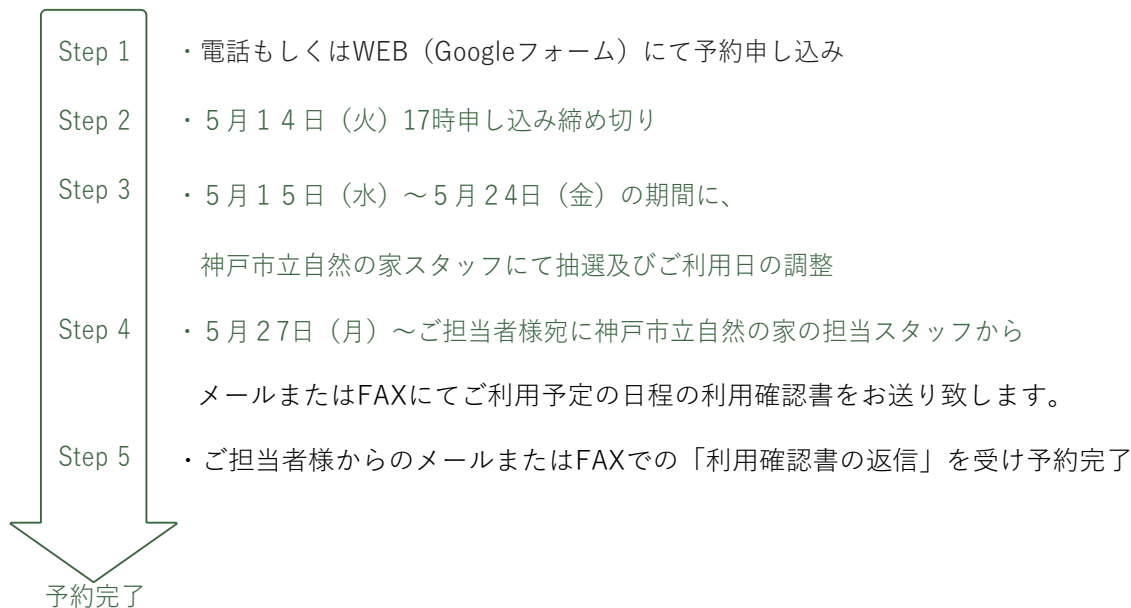 Step 1 ・電話もしくはWEB（Googleフォーム）にて予約申し込み
Step 2 ・５月１４日（火）17時申し込み締め切り
Step 3 ・５月１５日（水）～５月２4日（金）の期間に、
神戸市立自然の家スタッフにて抽選及びご利用日の調整
Step 4 ・５月２7日（月）～ご担当者様宛に神戸市立自然の家の担当スタッフから
メールまたはFAXにてご利用予定の日程の利用確認書をお送り致します。
Step 5 ・ご担当者様からのメールまたはFAXでの「利用確認書の返信」を受け予約完了
予約完了